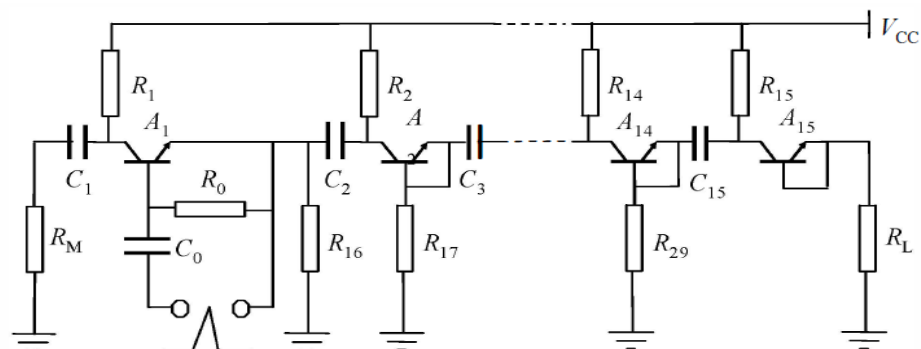 V_CC
R_1 R_2 R_14 R_15
A_1 A_2 A_14 A_15
C_1 R_0 C_2 C_3 C_15
R_M C_0 R_16 R_17 R_29 R_L